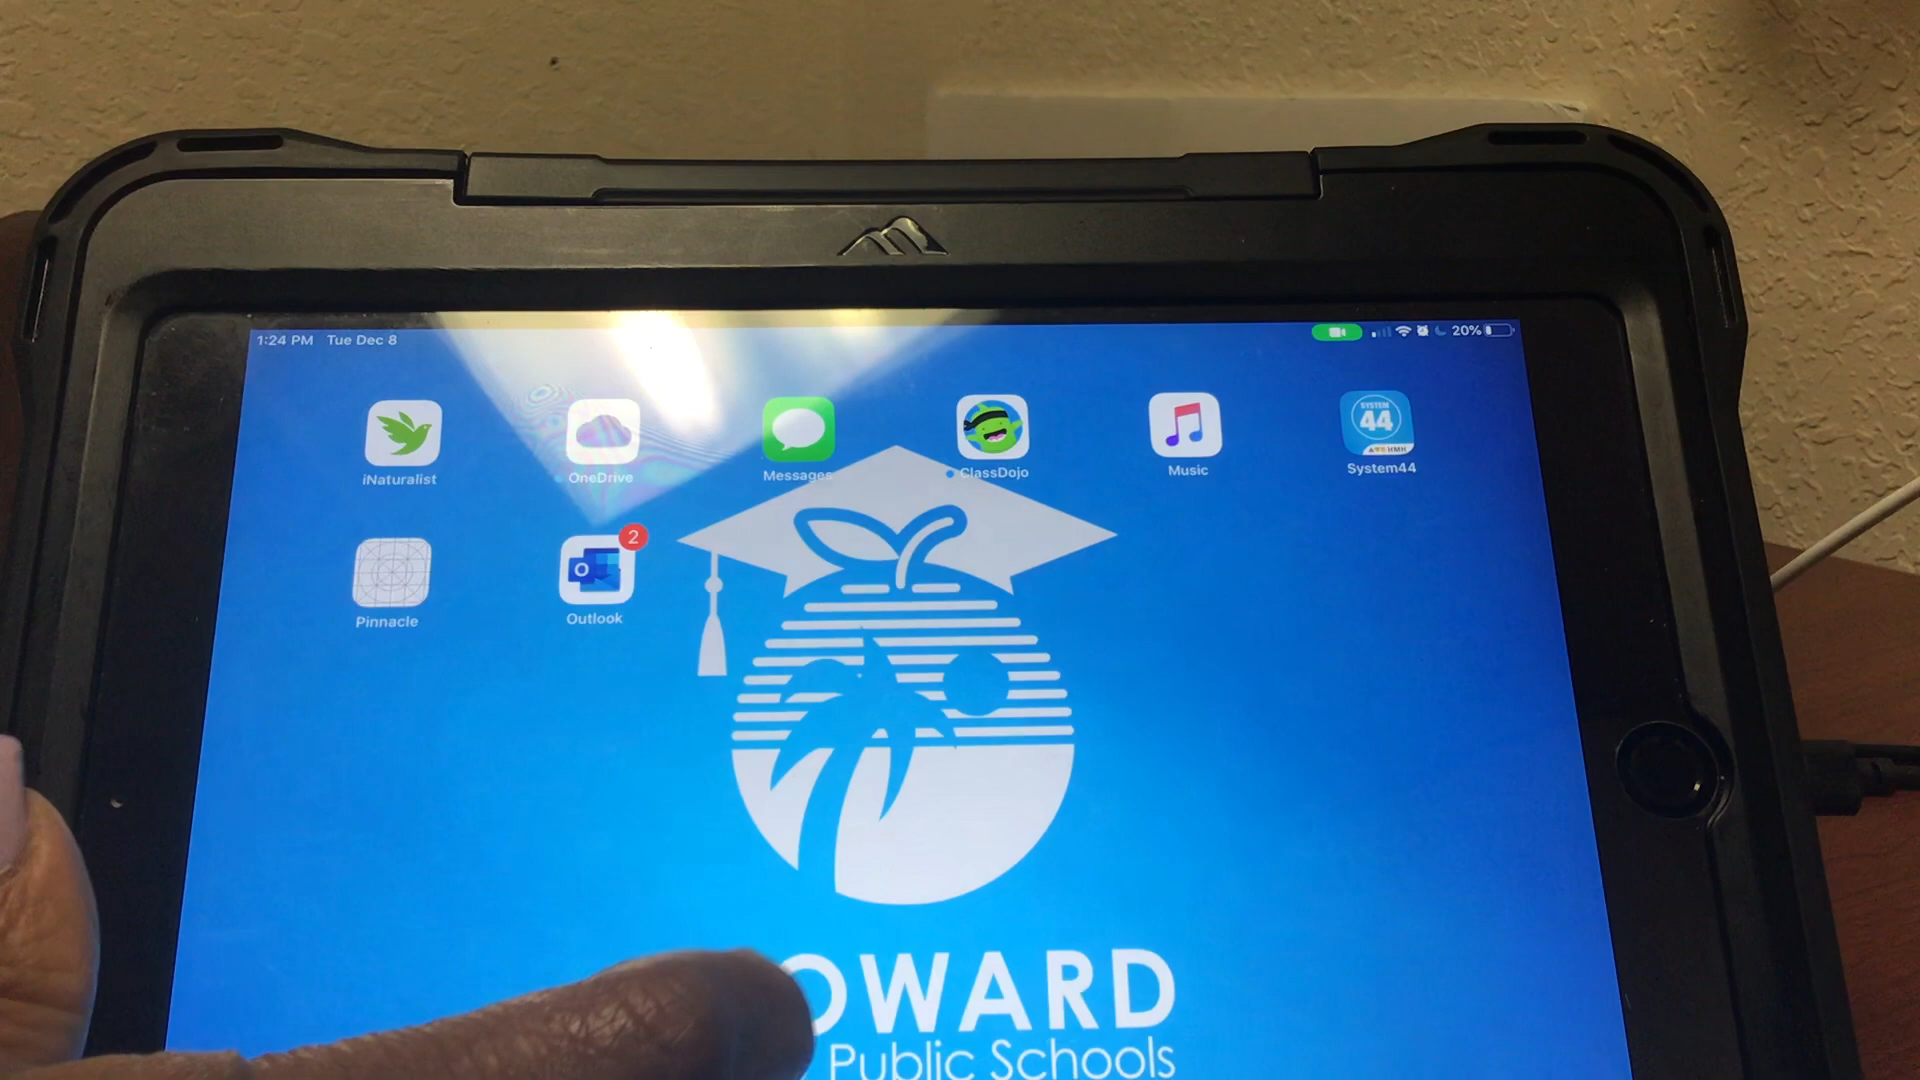 1:24 PM Tue Dec 8 20%
iNaturalist OneDrive Messages ClassDojo Music SYSTEM 44 HMH System44
2
Pinnacle Outlook
OWARD
Public Schools